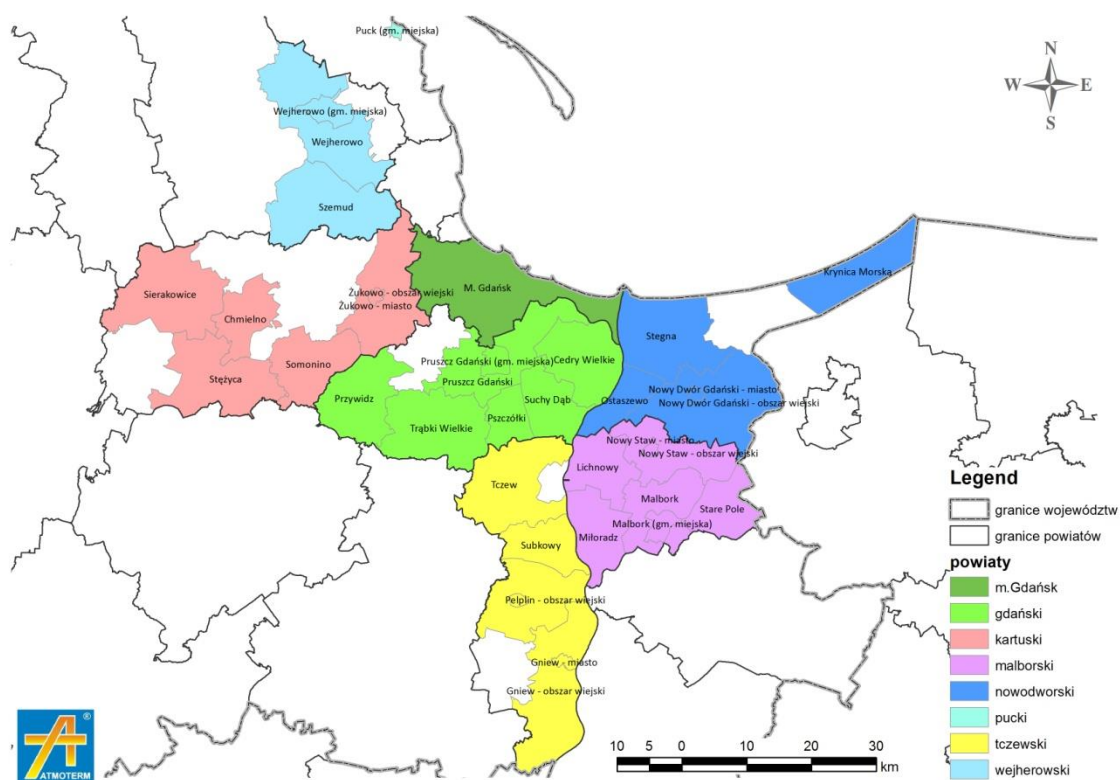 Puck (gm. miejska)
N
W E
S
Wejherowo (gm. miejska)
Wejherowo
Szemud
Krynica Morska
Sierakowice
Żukowo - obszar wiejski
Żukowo - miasto
M. Gdańsk
Chmielno
Stegna
Somonino
Pruszcz Gdański (gm. miejska)
Cedry Wielkie
Stężyca
Pruszcz Gdański
Nowy Dwór Gdański - miasto
Przywidz
Suchy Dąb
Ostaszewo
Nowy Dwór Gdański - obszar wiejski
Pszczółki
Trąbki Wielkie
Nowy Staw - miasto
Nowy Staw - obszar wiejski
Lichnowy
Tczew
Malbork
Stare Pole
Malbork (gm. miejska)
Miłoradz
Subkowy
Pelplin - obszar wiejski
Gniew - miasto
Gniew - obszar wiejski
Legend
granice województw
granice powiatów
powiaty
m.Gdańsk
gdański
kartuski
malborski
nowodworski
pucki
tczewski
wejherowski
10 5 0 10 20 30
km
ATMOTERM
®